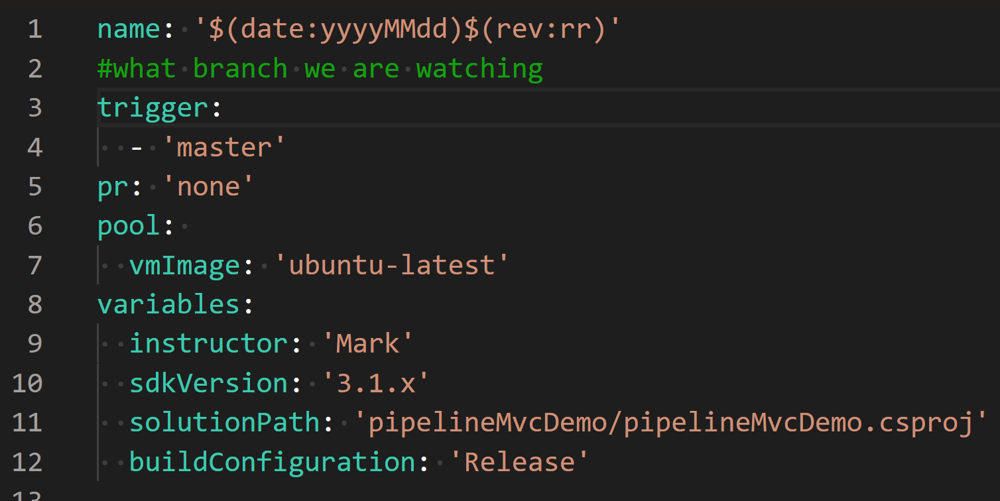 1 name: '$(date:yyyyMMdd)$(rev:rr)'
2 #what branch we are watching
3 trigger:
4   - 'master'
5 pr: 'none'
6 pool:
7   vmImage: 'ubuntu-latest'
8 variables:
9   instructor: 'Mark'
10   sdkVersion: '3.1.x'
11   solutionPath: 'pipelineMvcDemo/pipelineMvcDemo.csproj'
12   buildConfiguration: 'Release'
13